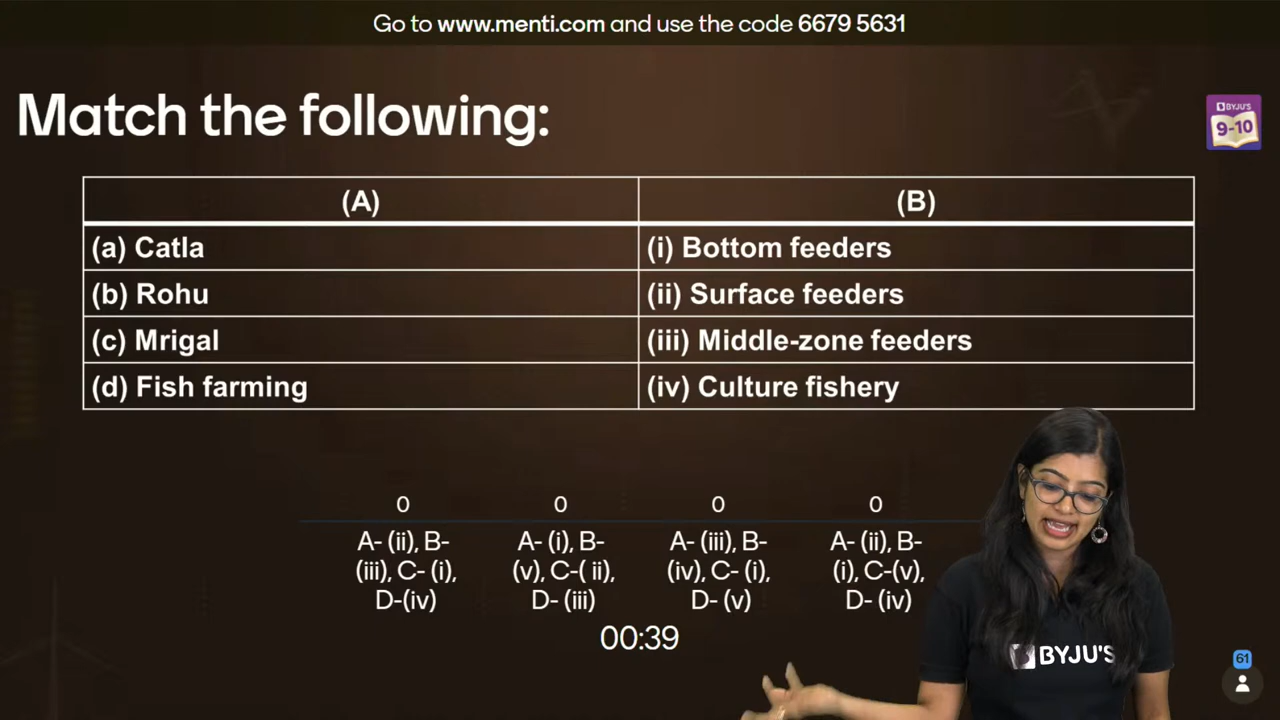 Go to www.menti.com and use the code 6679 5631
Match the following:
BYJU'S
9-10
(A)
(B)
(a) Catla
(i) Bottom feeders
(b) Rohu
(ii) Surface feeders
(c) Mrigal
(iii) Middle-zone feeders
(d) Fish farming
(iv) Culture fishery
0
0
0
0
A- (ii), B-
(iii), C- (i),
D-(iv)
A- (i), B-
(v), C-( ii),
D- (iii)
A- (iii), B-
(iv), C- (i),
D- (v)
A- (ii), B-
(i), C-(v),
D- (iv)
00:39
BYJU'S
61